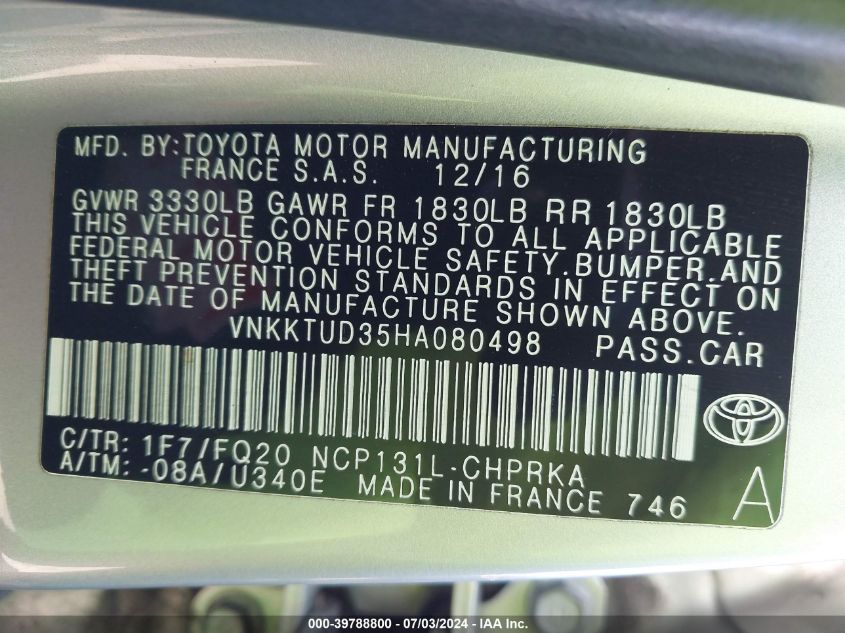 MFD. BY:TOYOTA MOTOR MANUFACTURING
FRANCE S.A.S. 12/16
GVWR 3330LB GAWR FR 1830LB RR 1830LB
THIS VEHICLE CONFORMS TO ALL APPLICABLE
FEDERAL MOTOR VEHICLE SAFETY.BUMPER.AND
THEFT PREVENTION STANDARDS IN EFFECT ON
THE DATE OF MANUFACTURE SHOWN ABOVE.
VNKKTUD35HA080498 PASS.CAR
C/TR: 1F7/FQ20 NCP131L-CHPRKA
A/TM: -08A/U340E MADE IN FRANCE 746
A
000-39788800 - 07/03/2024 - IAA Inc.